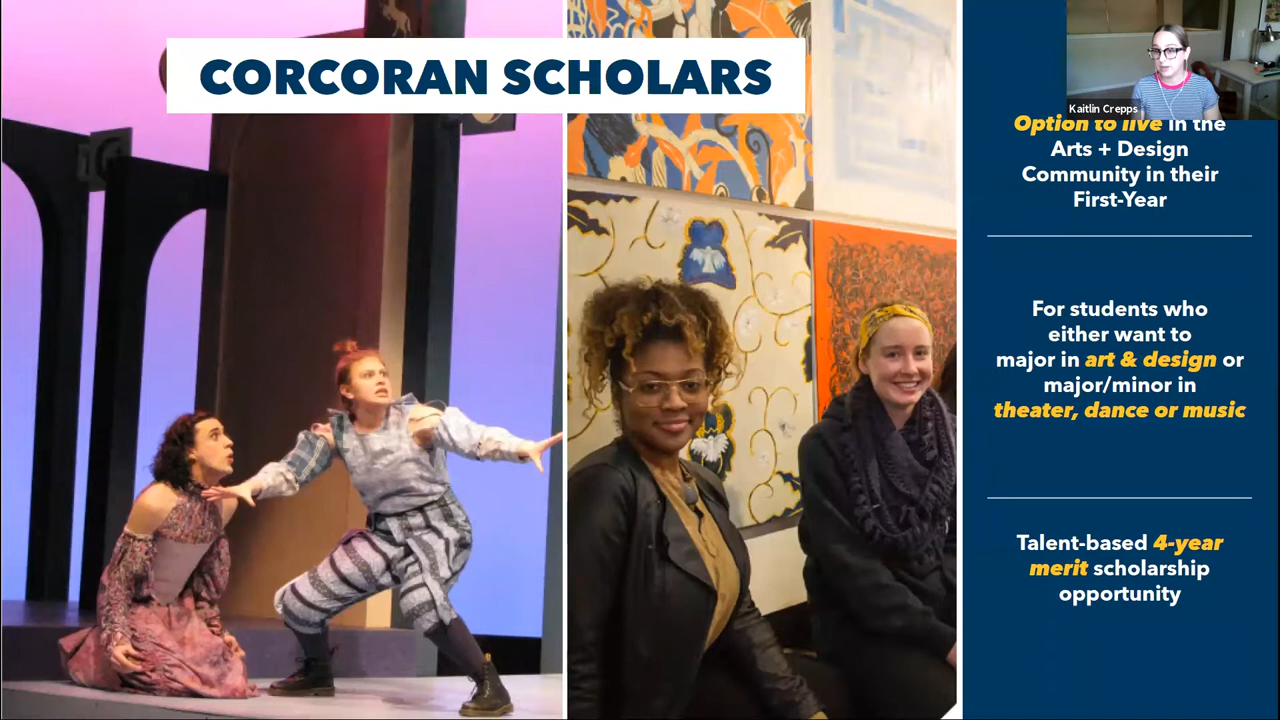 CORCORAN SCHOLARS
Kaitlin Crepps
Option to live in the
Arts + Design
Community in their
First-Year
For students who
either want to
major in art & design or
major/minor in
theater, dance or music
Talent-based 4-year
merit scholarship
opportunity